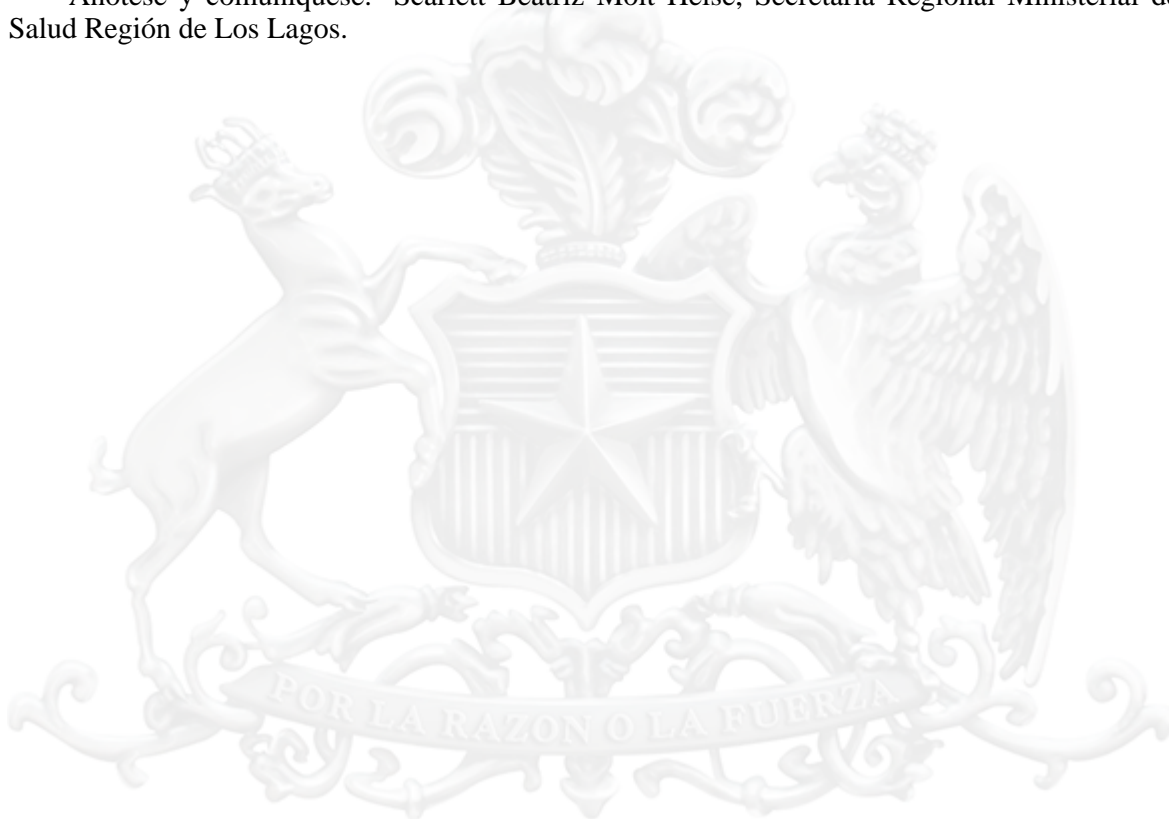 Anótese y comuníquese.- Scarlett Beatriz Molt Heise, Secretaria Regional Ministerial de
Salud Región de Los Lagos.
POR LA RAZON O LA FUERZA